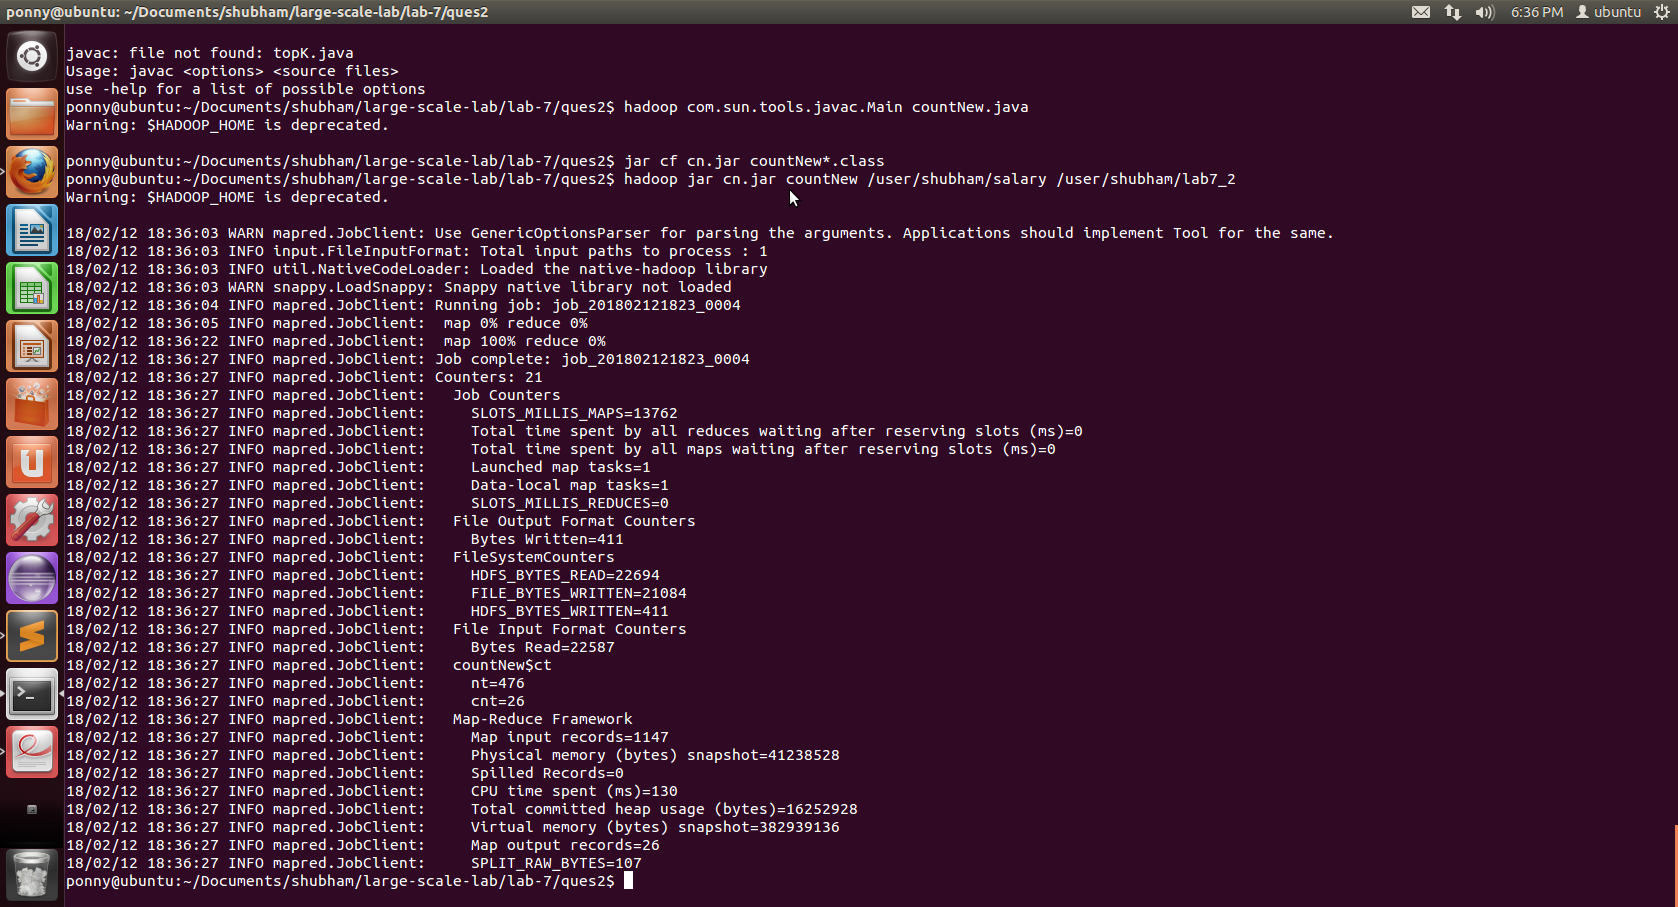 ponny@ubuntu: ~/Documents/shubham/large-scale-lab/lab-7/ques2
6:36 PM ubuntu
javac: file not found: topK.java
Usage: javac <options> <source files>
use -help for a list of possible options
ponny@ubuntu:~/Documents/shubham/large-scale-lab/lab-7/ques2$ hadoop com.sun.tools.javac.Main countNew.java
Warning: $HADOOP_HOME is deprecated.
ponny@ubuntu:~/Documents/shubham/large-scale-lab/lab-7/ques2$ jar cf cn.jar countNew*.class
ponny@ubuntu:~/Documents/shubham/large-scale-lab/lab-7/ques2$ hadoop jar cn.jar countNew /user/shubham/salary /user/shubham/lab7_2
Warning: $HADOOP_HOME is deprecated.
18/02/12 18:36:03 WARN mapred.JobClient: Use GenericOptionsParser for parsing the arguments. Applications should implement Tool for the same.
18/02/12 18:36:03 INFO input.FileInputFormat: Total input paths to process : 1
18/02/12 18:36:03 INFO util.NativeCodeLoader: Loaded the native-hadoop library
18/02/12 18:36:03 WARN snappy.LoadSnappy: Snappy native library not loaded
18/02/12 18:36:04 INFO mapred.JobClient: Running job: job_201802121823_0004
18/02/12 18:36:05 INFO mapred.JobClient:  map 0% reduce 0%
18/02/12 18:36:22 INFO mapred.JobClient:  map 100% reduce 0%
18/02/12 18:36:27 INFO mapred.JobClient: Job complete: job_201802121823_0004
18/02/12 18:36:27 INFO mapred.JobClient: Counters: 21
18/02/12 18:36:27 INFO mapred.JobClient:   Job Counters
18/02/12 18:36:27 INFO mapred.JobClient:     SLOTS_MILLIS_MAPS=13762
18/02/12 18:36:27 INFO mapred.JobClient:     Total time spent by all reduces waiting after reserving slots (ms)=0
18/02/12 18:36:27 INFO mapred.JobClient:     Total time spent by all maps waiting after reserving slots (ms)=0
18/02/12 18:36:27 INFO mapred.JobClient:     Launched map tasks=1
18/02/12 18:36:27 INFO mapred.JobClient:     Data-local map tasks=1
18/02/12 18:36:27 INFO mapred.JobClient:     SLOTS_MILLIS_REDUCES=0
18/02/12 18:36:27 INFO mapred.JobClient:   File Output Format Counters
18/02/12 18:36:27 INFO mapred.JobClient:     Bytes Written=411
18/02/12 18:36:27 INFO mapred.JobClient:   FileSystemCounters
18/02/12 18:36:27 INFO mapred.JobClient:     HDFS_BYTES_READ=22694
18/02/12 18:36:27 INFO mapred.JobClient:     FILE_BYTES_WRITTEN=21084
18/02/12 18:36:27 INFO mapred.JobClient:     HDFS_BYTES_WRITTEN=411
18/02/12 18:36:27 INFO mapred.JobClient:   File Input Format Counters
18/02/12 18:36:27 INFO mapred.JobClient:     Bytes Read=22587
18/02/12 18:36:27 INFO mapred.JobClient:   countNew$ct
18/02/12 18:36:27 INFO mapred.JobClient:     nt=476
18/02/12 18:36:27 INFO mapred.JobClient:     cnt=26
18/02/12 18:36:27 INFO mapred.JobClient:   Map-Reduce Framework
18/02/12 18:36:27 INFO mapred.JobClient:     Map input records=1147
18/02/12 18:36:27 INFO mapred.JobClient:     Physical memory (bytes) snapshot=41238528
18/02/12 18:36:27 INFO mapred.JobClient:     Spilled Records=0
18/02/12 18:36:27 INFO mapred.JobClient:     CPU time spent (ms)=130
18/02/12 18:36:27 INFO mapred.JobClient:     Total committed heap usage (bytes)=16252928
18/02/12 18:36:27 INFO mapred.JobClient:     Virtual memory (bytes) snapshot=382939136
18/02/12 18:36:27 INFO mapred.JobClient:     Map output records=26
18/02/12 18:36:27 INFO mapred.JobClient:     SPLIT_RAW_BYTES=107
ponny@ubuntu:~/Documents/shubham/large-scale-lab/lab-7/ques2$